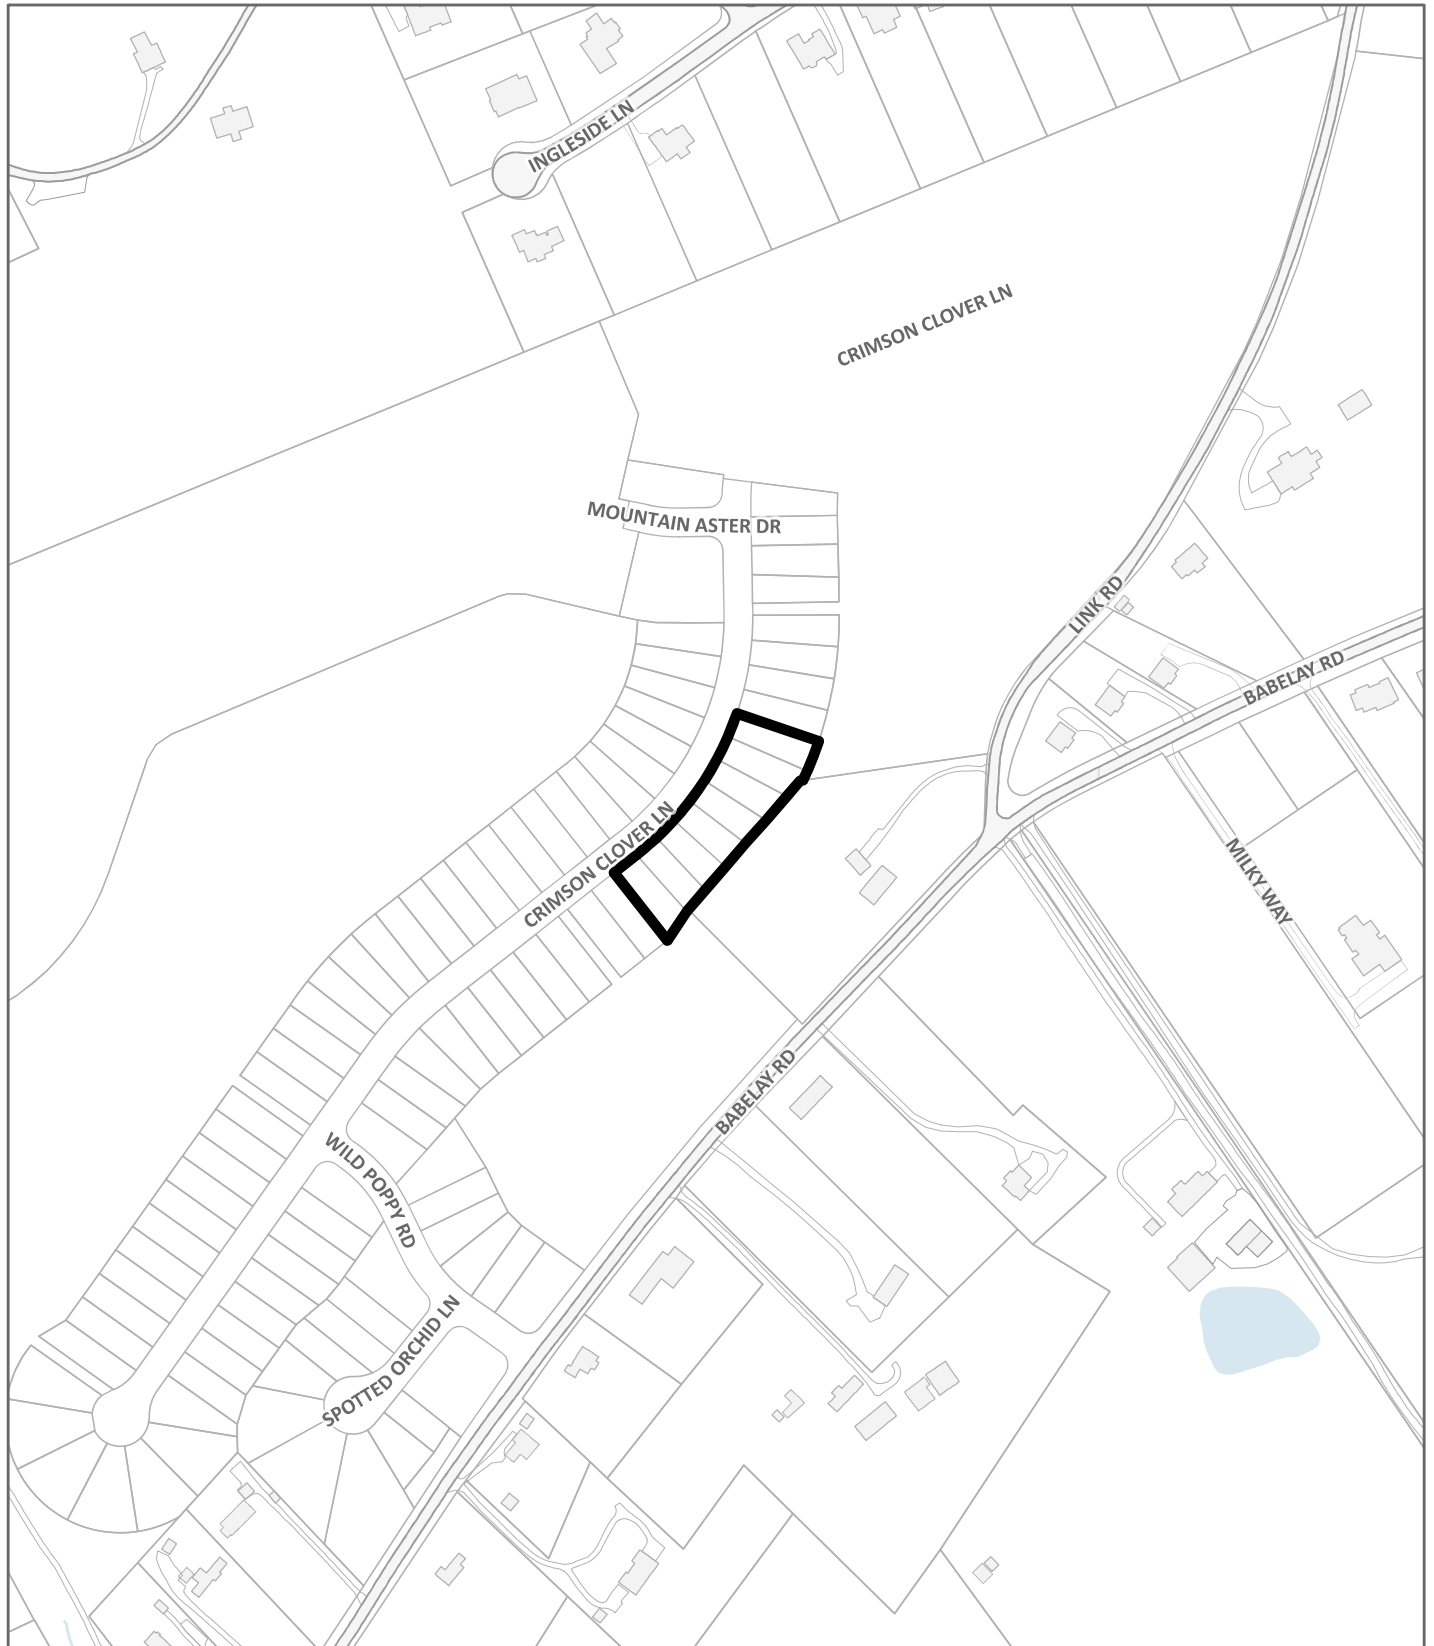 INGLESIDE LN
CRIMSON CLOVER LN
MOUNTAIN ASTER DR
LINK RD
BABELAY RD
CRIMSON CLOVER LN
MILKY WAY
BABELAY RD
WILD POPPY RD
SPOTTED ORCHID LN